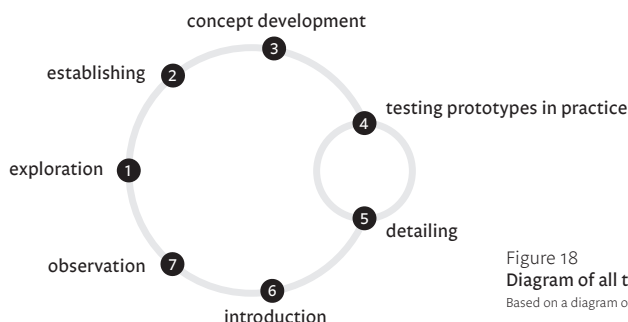 concept development
3
establishing
2
testing prototypes in practice
4
exploration
1
5
detailing
observation
7
6
introduction
Figure 18
Diagram of all t
Based on a diagram o